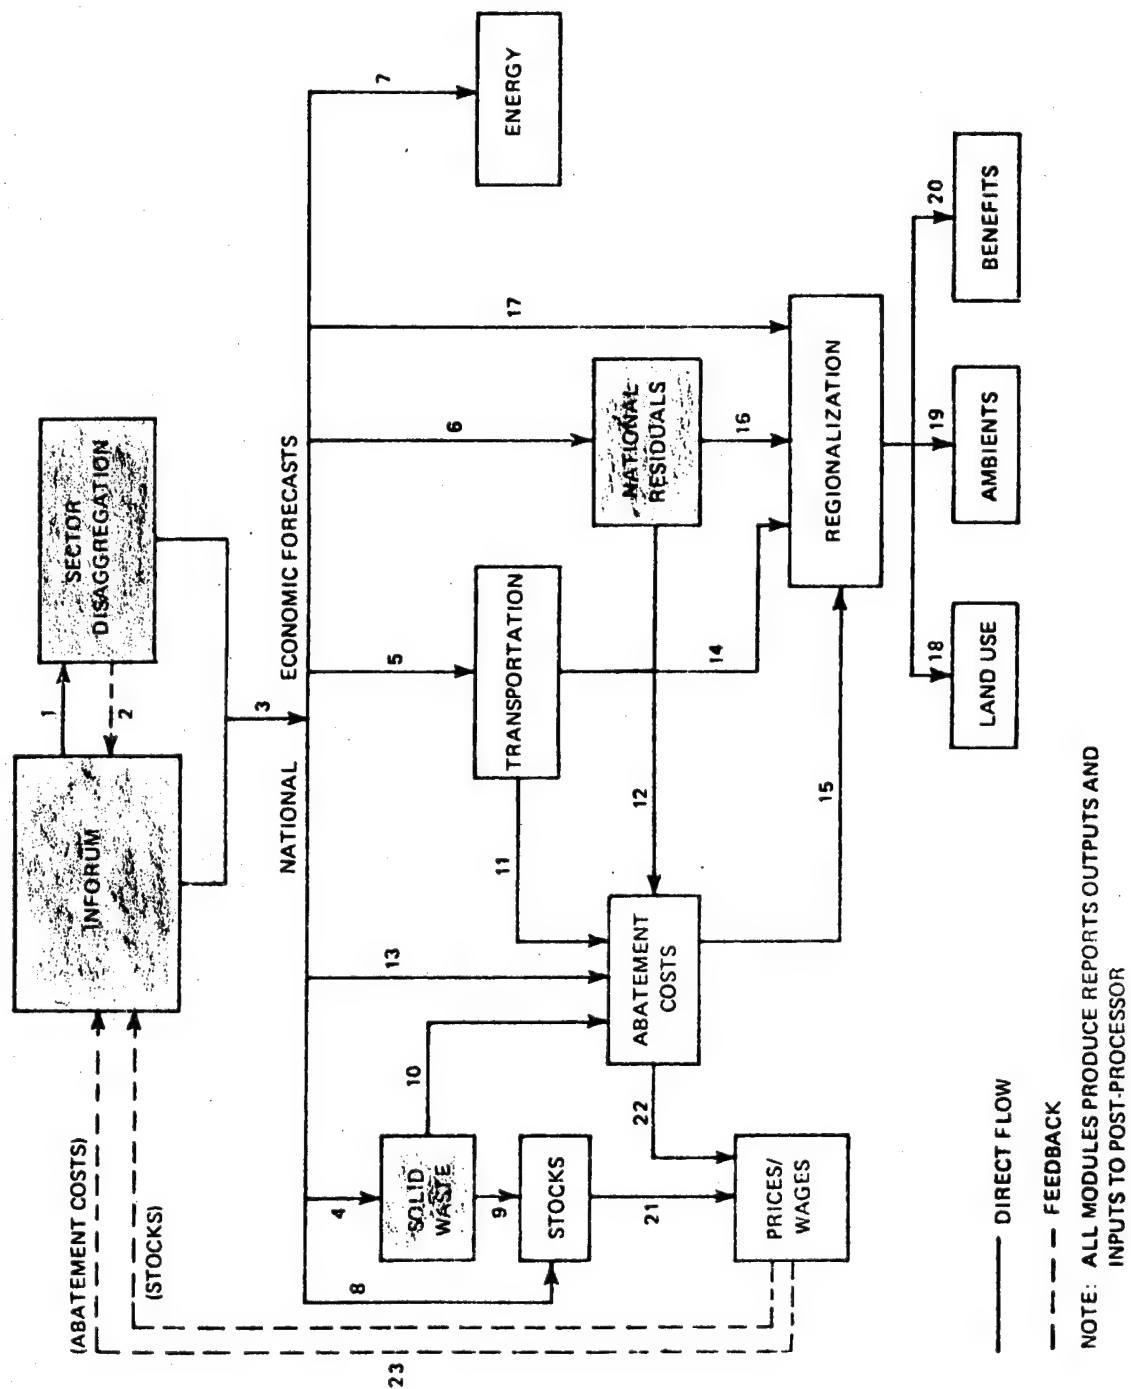 (ABATEMENT COSTS)
(STOCKS)
23
INFORUM
1
2
SECTOR
DISAGGREGATION
3
NATIONAL ECONOMIC FORECASTS
4
8
13
5
6
17
7
SOLID
WASTE
9
10
STOCKS
21
TRANSPORTATION
11
14
ENERGY
NATIONAL
RESIDUALS
12
16
ABATEMENT
COSTS
22
15
PRICES/
WAGES
REGIONALIZATION
18
19
20
LAND USE
AMBIENTS
BENEFITS
DIRECT FLOW
FEEDBACK
NOTE: ALL MODULES PRODUCE REPORTS OUTPUTS AND
INPUTS TO POST-PROCESSOR